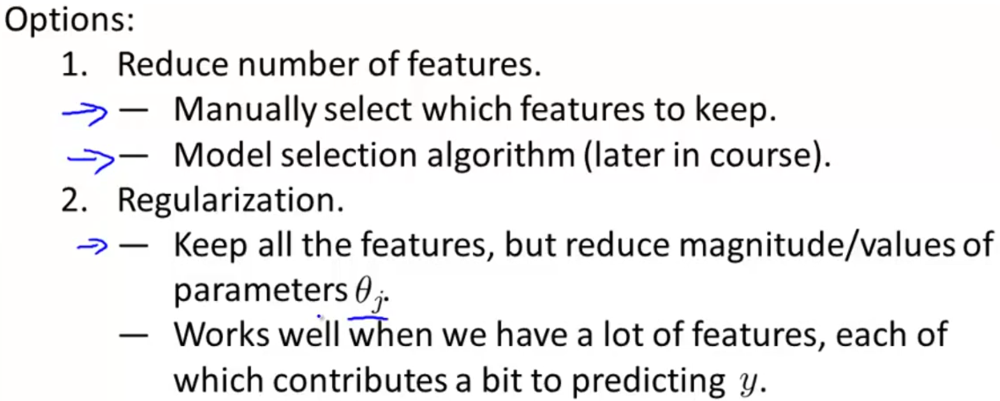 Options:
1. Reduce number of features.
— Manually select which features to keep.
— Model selection algorithm (later in course).
2. Regularization.
— Keep all the features, but reduce magnitude/values of
parameters θⱼ.
— Works well when we have a lot of features, each of
which contributes a bit to predicting y.